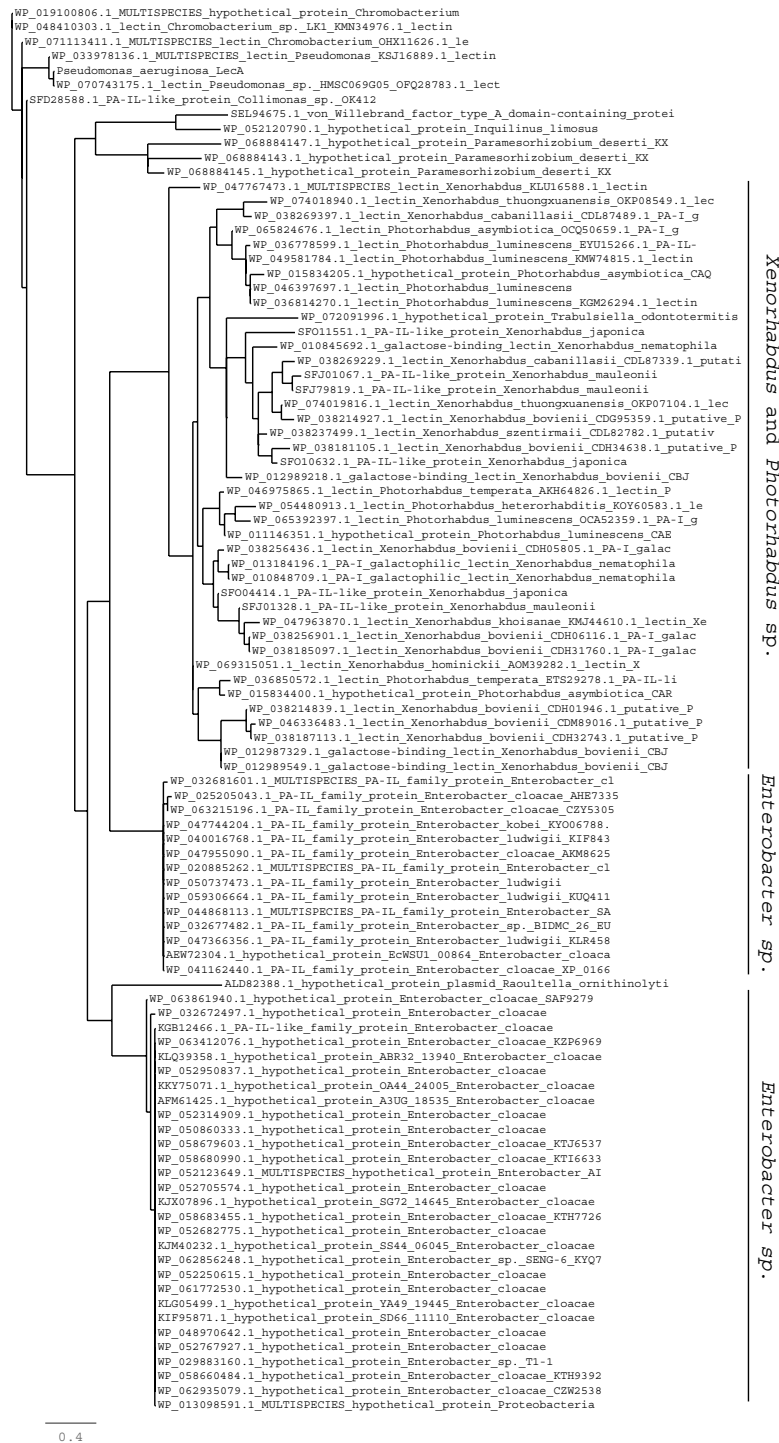 WP_019100806.1_MULTISPECIES_hypothetical_protein_Chromobacterium
WP_048410303.1_lectin_Chromobacterium_sp._LK1_KMN34976.1_lectin
WP_071113411.1_MULTISPECIES_lectin_Chromobacterium_OHX11626.1_le
WP_033978136.1_MULTISPECIES_lectin_Pseudomonas_KSJ16889.1_lectin
Pseudomonas_aeruginosa_LecA
WP_070743175.1_lectin_Pseudomonas_sp._HMSC069G05_OFQ28783.1_lect
SFD28588.1_PA-IL-like_protein_Collimonas_sp._OK412
SEL94675.1_von_Willebrand_factor_type_A_domain-containing_protei
WP_052120790.1_hypothetical_protein_Inquilinus_limosus
WP_068884147.1_hypothetical_protein_Paramesorhizobium_deserti_KX
WP_068884143.1_hypothetical_protein_Paramesorhizobium_deserti_KX
WP_068884145.1_hypothetical_protein_Paramesorhizobium_deserti_KX
WP_047767473.1_MULTISPECIES_lectin_Xenorhabdus_KLU16588.1_lectin
WP_074018940.1_lectin_Xenorhabdus_thuongxuanensis_OKP08549.1_lec
WP_038269397.1_lectin_Xenorhabdus_cabanillasii_CDL87489.1_PA-I_g
WP_065824676.1_lectin_Photorhabdus_asymbiotica_OCQ50659.1_PA-I_g
WP_036778599.1_lectin_Photorhabdus_luminescens_EYU15266.1_PA-IL-
WP_049581784.1_lectin_Photorhabdus_luminescens_KMW74815.1_lectin
WP_015834205.1_hypothetical_protein_Photorhabdus_asymbiotica_CAQ
WP_046397697.1_lectin_Photorhabdus_luminescens
WP_036814270.1_lectin_Photorhabdus_luminescens_KGM26294.1_lectin
WP_072091996.1_hypothetical_protein_Trabulsiella_odontotermitis
SFO11551.1_PA-IL-like_protein_Xenorhabdus_japonica
WP_010845692.1_galactose-binding_lectin_Xenorhabdus_nematophila
WP_038269229.1_lectin_Xenorhabdus_cabanillasii_CDL87339.1_putati
SFJ01067.1_PA-IL-like_protein_Xenorhabdus_mauleonii
SFJ79819.1_PA-IL-like_protein_Xenorhabdus_mauleonii
WP_074019816.1_lectin_Xenorhabdus_thuongxuanensis_OKP07104.1_lec
WP_038214927.1_lectin_Xenorhabdus_bovienii_CDG95359.1_putative_P
WP_038237499.1_lectin_Xenorhabdus_szentirmaii_CDL82782.1_putativ
WP_038181105.1_lectin_Xenorhabdus_bovienii_CDH34638.1_putative_P
SFO10632.1_PA-IL-like_protein_Xenorhabdus_japonica
WP_012989218.1_galactose-binding_lectin_Xenorhabdus_bovienii_CBJ
WP_046975865.1_lectin_Photorhabdus_temperata_AKH64826.1_lectin_P
WP_054480913.1_lectin_Photorhabdus_heterorhabditis_KOY60583.1_le
WP_065392397.1_lectin_Photorhabdus_luminescens_OCA52359.1_PA-I_g
WP_011146351.1_hypothetical_protein_Photorhabdus_luminescens_CAE
WP_038256436.1_lectin_Xenorhabdus_bovienii_CDH05805.1_PA-I_galac
WP_013184196.1_PA-I_galactophilic_lectin_Xenorhabdus_nematophila
WP_010848709.1_PA-I_galactophilic_lectin_Xenorhabdus_nematophila
SFO04414.1_PA-IL-like_protein_Xenorhabdus_japonica
SFJ01328.1_PA-IL-like_protein_Xenorhabdus_mauleonii
WP_047963870.1_lectin_Xenorhabdus_khoisanae_KMJ44610.1_lectin_Xe
WP_038256901.1_lectin_Xenorhabdus_bovienii_CDH06116.1_PA-I_galac
WP_038185097.1_lectin_Xenorhabdus_bovienii_CDH31760.1_PA-I_galac
WP_069315051.1_lectin_Xenorhabdus_hominickii_AOM39282.1_lectin_X
WP_036850572.1_lectin_Photorhabdus_temperata_ETS29278.1_PA-IL-li
WP_015834400.1_hypothetical_protein_Photorhabdus_asymbiotica_CAR
WP_038214839.1_lectin_Xenorhabdus_bovienii_CDH01946.1_putative_P
WP_046336483.1_lectin_Xenorhabdus_bovienii_CDM89016.1_putative_P
WP_038187113.1_lectin_Xenorhabdus_bovienii_CDH32743.1_putative_P
WP_012987329.1_galactose-binding_lectin_Xenorhabdus_bovienii_CBJ
WP_012989549.1_galactose-binding_lectin_Xenorhabdus_bovienii_CBJ
Xenorhabdus and Photorhabdus sp.
WP_032681601.1_MULTISPECIES_PA-IL_family_protein_Enterobacter_cl
WP_025205043.1_PA-IL_family_protein_Enterobacter_cloacae_AHE7335
WP_063215196.1_PA-IL_family_protein_Enterobacter_cloacae_CZY5305
WP_047744204.1_PA-IL_family_protein_Enterobacter_kobei_KYO06788.
WP_040016768.1_PA-IL_family_protein_Enterobacter_ludwigii_KIF843
WP_047955090.1_PA-IL_family_protein_Enterobacter_cloacae_AKM8625
WP_020885262.1_MULTISPECIES_PA-IL_family_protein_Enterobacter_cl
WP_050737473.1_PA-IL_family_protein_Enterobacter_ludwigii
WP_059306664.1_PA-IL_family_protein_Enterobacter_ludwigii_KUQ411
WP_044868113.1_MULTISPECIES_PA-IL_family_protein_Enterobacter_SA
WP_032677482.1_PA-IL_family_protein_Enterobacter_sp._BIDMC_26_EU
WP_047366356.1_PA-IL_family_protein_Enterobacter_ludwigii_KLR458
AEW72304.1_hypothetical_protein_EcWSU1_00864_Enterobacter_cloaca
WP_041162440.1_PA-IL_family_protein_Enterobacter_cloacae_XP_0166
Enterobacter sp.
ALD82388.1_hypothetical_protein_plasmid_Raoultella_ornithinolyti
WP_063861940.1_hypothetical_protein_Enterobacter_cloacae_SAF9279
WP_032672497.1_hypothetical_protein_Enterobacter_cloacae
KGB12466.1_PA-IL-like_family_protein_Enterobacter_cloacae
WP_063412076.1_hypothetical_protein_Enterobacter_cloacae_KZP6969
KLQ39358.1_hypothetical_protein_ABR32_13940_Enterobacter_cloacae
WP_052950837.1_hypothetical_protein_Enterobacter_cloacae
KKY75071.1_hypothetical_protein_OA44_24005_Enterobacter_cloacae
AFM61425.1_hypothetical_protein_A3UG_18535_Enterobacter_cloacae
WP_052314909.1_hypothetical_protein_Enterobacter_cloacae
WP_050860333.1_hypothetical_protein_Enterobacter_cloacae
WP_058679603.1_hypothetical_protein_Enterobacter_cloacae_KTJ6537
WP_058680990.1_hypothetical_protein_Enterobacter_cloacae_KTI6633
WP_052123649.1_MULTISPECIES_hypothetical_protein_Enterobacter_AI
WP_052705574.1_hypothetical_protein_Enterobacter_cloacae
KJX07896.1_hypothetical_protein_SG72_14645_Enterobacter_cloacae
WP_058683455.1_hypothetical_protein_Enterobacter_cloacae_KTH7726
WP_052682775.1_hypothetical_protein_Enterobacter_cloacae
KJM40232.1_hypothetical_protein_SS44_06045_Enterobacter_cloacae
WP_062856248.1_hypothetical_protein_Enterobacter_sp._SENG-6_KYQ7
WP_052250615.1_hypothetical_protein_Enterobacter_cloacae
WP_061772530.1_hypothetical_protein_Enterobacter_cloacae
KLG05499.1_hypothetical_protein_YA49_19445_Enterobacter_cloacae
KIF95871.1_hypothetical_protein_SD66_11110_Enterobacter_cloacae
WP_048970642.1_hypothetical_protein_Enterobacter_cloacae
WP_052767927.1_hypothetical_protein_Enterobacter_cloacae
WP_029883160.1_hypothetical_protein_Enterobacter_sp._T1-1
WP_058660484.1_hypothetical_protein_Enterobacter_cloacae_KTH9392
WP_062935079.1_hypothetical_protein_Enterobacter_cloacae_CZW2538
WP_013098591.1_MULTISPECIES_hypothetical_protein_Proteobacteria
Enterobacter sp.
0.4